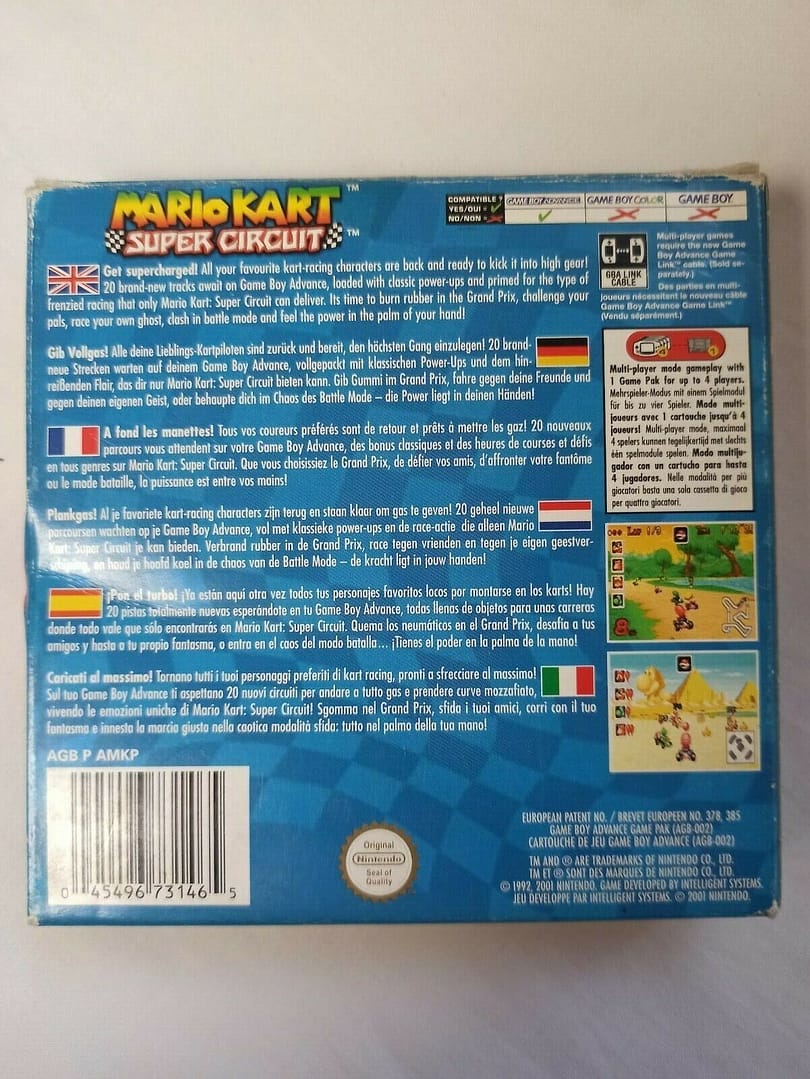 MARIO KART ™
SUPER CIRCUIT ™
COMPATIBLE ? GAME BOY ADVANCE GAME BOY COLOR GAME BOY
YES/OUI =
NO/NON =
GBA LINK
CABLE
Multi-player games
require the new Game
Boy Advance Game
Link™ cable. (Sold se-
parately.)
Des parties en multi-
joueurs nécessitent le nouveau câble
Game Boy Advance Game Link™
(Vendu séparément.)
Get supercharged! All your favourite kart-racing characters are back and ready to kick it into high gear!
20 brand-new tracks await on Game Boy Advance, loaded with classic power-ups and primed for the type of
frenzied racing that only Mario Kart: Super Circuit can deliver. Its time to burn rubber in the Grand Prix, challenge your
pals, race your own ghost, clash in battle mode and feel the power in the palm of your hand!
Gib Vollgas! Alle deine Lieblings-Kartpiloten sind zurück und bereit, den höchsten Gang einzulegen! 20 brand-
neue Strecken warten auf deinem Game Boy Advance, vollgepackt mit klassischen Power-Ups und dem hin-
reißenden Flair, das dir nur Mario Kart: Super Circuit bieten kann. Gib Gummi im Grand Prix, fahre gegen deine Freunde und
gegen deinen eigenen Geist, oder behaupte dich im Chaos des Battle Mode – die Power liegt in deinen Händen!
A fond les manettes! Tous vos coureurs préférés sont de retour et prêts à mettre les gaz! 20 nouveaux
parcours vous attendent sur votre Game Boy Advance, des bonus classiques et des heures de courses et défis
en tous genres sur Mario Kart: Super Circuit. Que vous choisissiez le Grand Prix, de défier vos amis, d'affronter votre fantôme
ou le mode bataille, la puissance est entre vos mains!
Plankgas! Al je favoriete kart-racing characters zijn terug en staan klaar om gas te geven! 20 geheel nieuwe
parcoursen wachten op je Game Boy Advance, vol met klassieke power-ups en de race-actie die alleen Mario
Kart: Super Circuit je kan bieden. Verbrand rubber in de Grand Prix, race tegen vrienden en tegen je eigen geestver-
schijning, en houd je hoofd koel in de chaos van de Battle Mode – de kracht ligt in jouw handen!
¡Pon el turbo! ¡Ya están aquí otra vez todos tus personajes favoritos locos por montarse en los karts! Hay
20 pistas totalmente nuevas esperándote en tu Game Boy Advance, todas llenas de objetos para unas carreras
donde todo vale que sólo encontrarás en Mario Kart: Super Circuit. Quema los neumáticos en el Grand Prix, desafía a tus
amigos y hasta a tu propio fantasma, o entra en el caos del modo batalla... ¡Tienes el poder en la palma de la mano!
Caricati al massimo! Tornano tutti i tuoi personaggi preferiti di kart racing, pronti a sfrecciare al massimo!
Sul tuo Game Boy Advance ti aspettano 20 nuovi circuiti per andare a tutto gas e prendere curve mozzafiato,
vivendo le emozioni uniche di Mario Kart: Super Circuit! Sgomma nel Grand Prix, sfida i tuoi amici, corri con il tuo
fantasma e innesta la marcia giusta nella caotica modalità sfida: tutto nel palmo della tua mano!
Multi-player mode gameplay with
1 Game Pak for up to 4 players.
Mehrspieler-Modus mit einem Spielmodul
für bis zu vier Spieler. Mode multi-
joueurs avec 1 cartouche jusqu'à 4
joueurs! Multi-player mode, maximaal
4 spelers kunnen tegelijkertijd met slechts
één spelmodule spelen. Modo multiju-
gador con un cartucho para hasta
4 jugadores. Nelle modalità per più
giocatori basta una sola cassetta di gioco
per quattro giocatori.
AGB P AMKP
0 45496 73146 5
Original
Nintendo
Seal of
Quality
EUROPEAN PATENT NO. / BREVET EUROPEEN NO. 378, 385
GAME BOY ADVANCE GAME PAK (AGB-002)
CARTOUCHE DE JEU GAME BOY ADVANCE (AGB-002)
TM AND ® ARE TRADEMARKS OF NINTENDO CO., LTD.
TM ET ® SONT DES MARQUES DE NINTENDO CO., LTD.
© 1992, 2001 NINTENDO. GAME DEVELOPED BY INTELLIGENT SYSTEMS.
JEU DEVELOPPE PAR INTELLIGENT SYSTEMS. © 2001 NINTENDO.